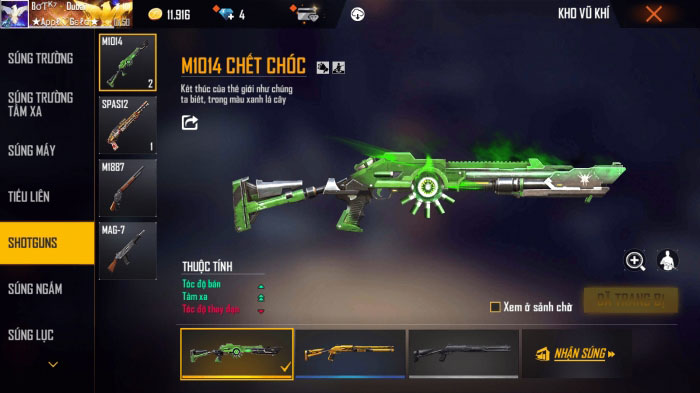 11.916
4
KHO VŨ KHÍ
SÚNG TRƯỜNG
SÚNG TRƯỜNG
TẦM XA
SÚNG MÁY
TIỂU LIÊN
SHOTGUNS
SÚNG NGẮM
SÚNG LỤC
M1014
2
SPAS12
1
M1887
MAG-7
M1014 CHẾT CHÓC
Kết thúc của thế giới như chúng
ta biết, trong màu xanh lá cây
THUỘC TÍNH
Tốc độ bắn
Tầm xa
Tốc độ thay đạn
Xem ở sảnh chờ
ĐÃ TRANG BỊ
NHẬN SÚNG